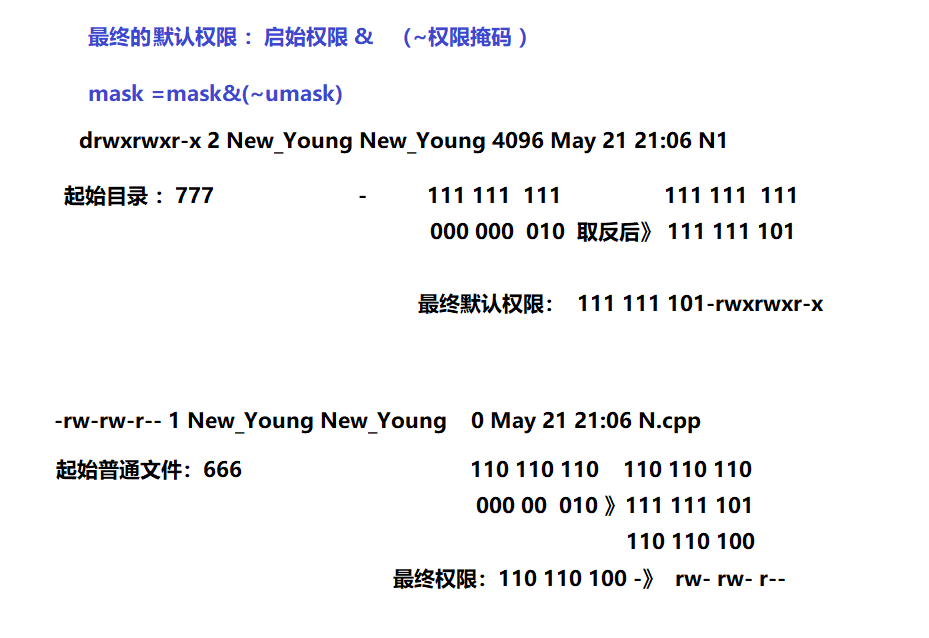 最终的默认权限：启始权限 & （~权限掩码 ）
mask =mask&(~umask)
drwxrwxr-x 2 New_Young New_Young 4096 May 21 21:06 N1
起始目录：777 - 111 111 111 111 111 111
000 000 010 取反后》 111 111 101
最终默认权限： 111 111 101-rwxrwxr-x
-rw-rw-r-- 1 New_Young New_Young 0 May 21 21:06 N.cpp
起始普通文件：666 110 110 110 110 110 110
000 00 010 》111 111 101
110 110 100
最终权限：110 110 100 -》 rw- rw- r--